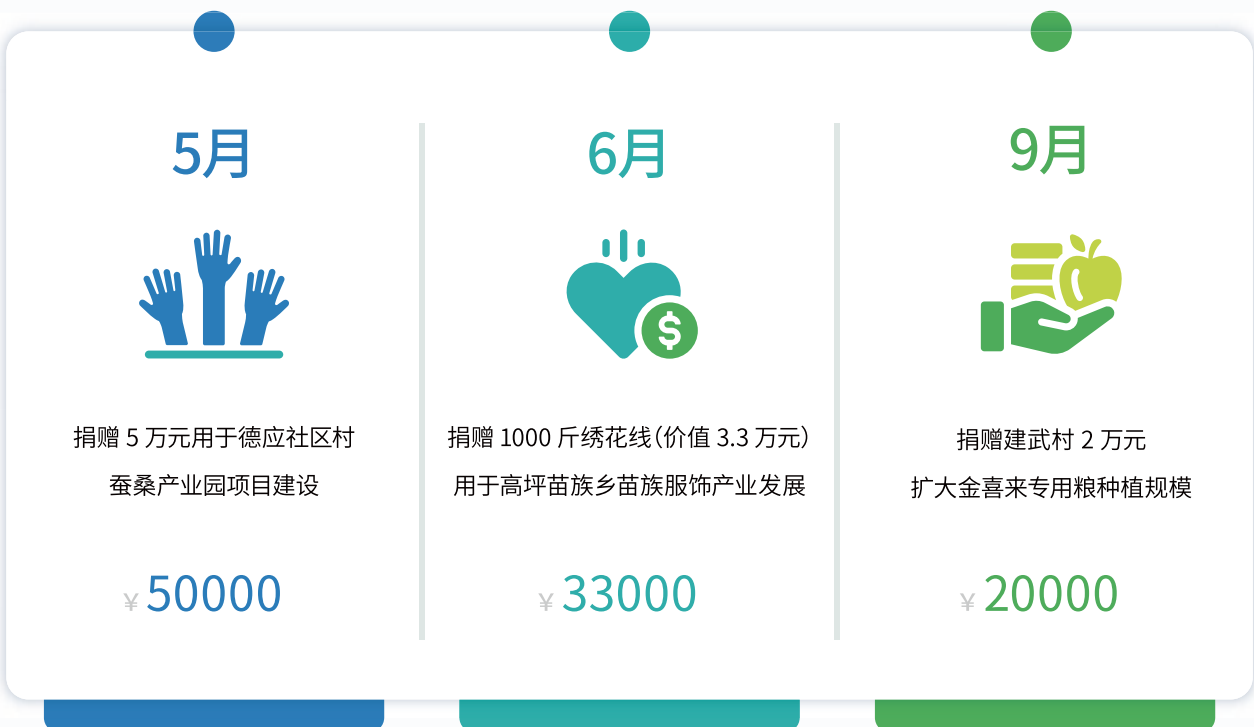 5月
捐赠 5 万元用于德应社区村
蚕桑产业园项目建设
¥ 50000
6月
捐赠 1000 斤绣花线(价值 3.3 万元)
用于高坪苗族乡苗族服饰产业发展
¥ 33000
9月
捐赠建武村 2 万元
扩大金喜来专用粮种植规模
¥ 20000